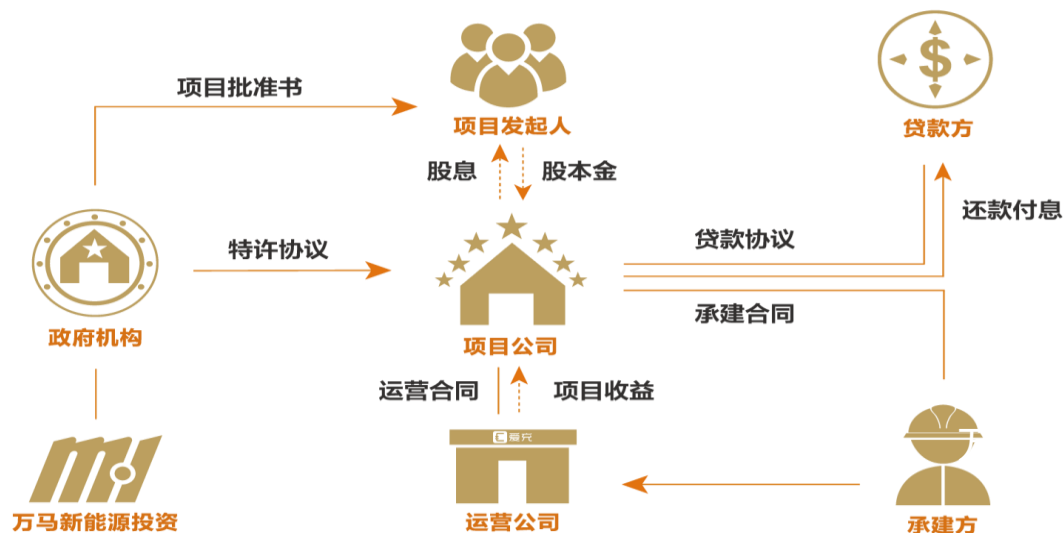 项目批准书
项目发起人
贷款方
股息
股本金
还款付息
特许协议
贷款协议
承建合同
政府机构
项目公司
运营合同
项目收益
爱充
万马新能源投资
运营公司
承建方